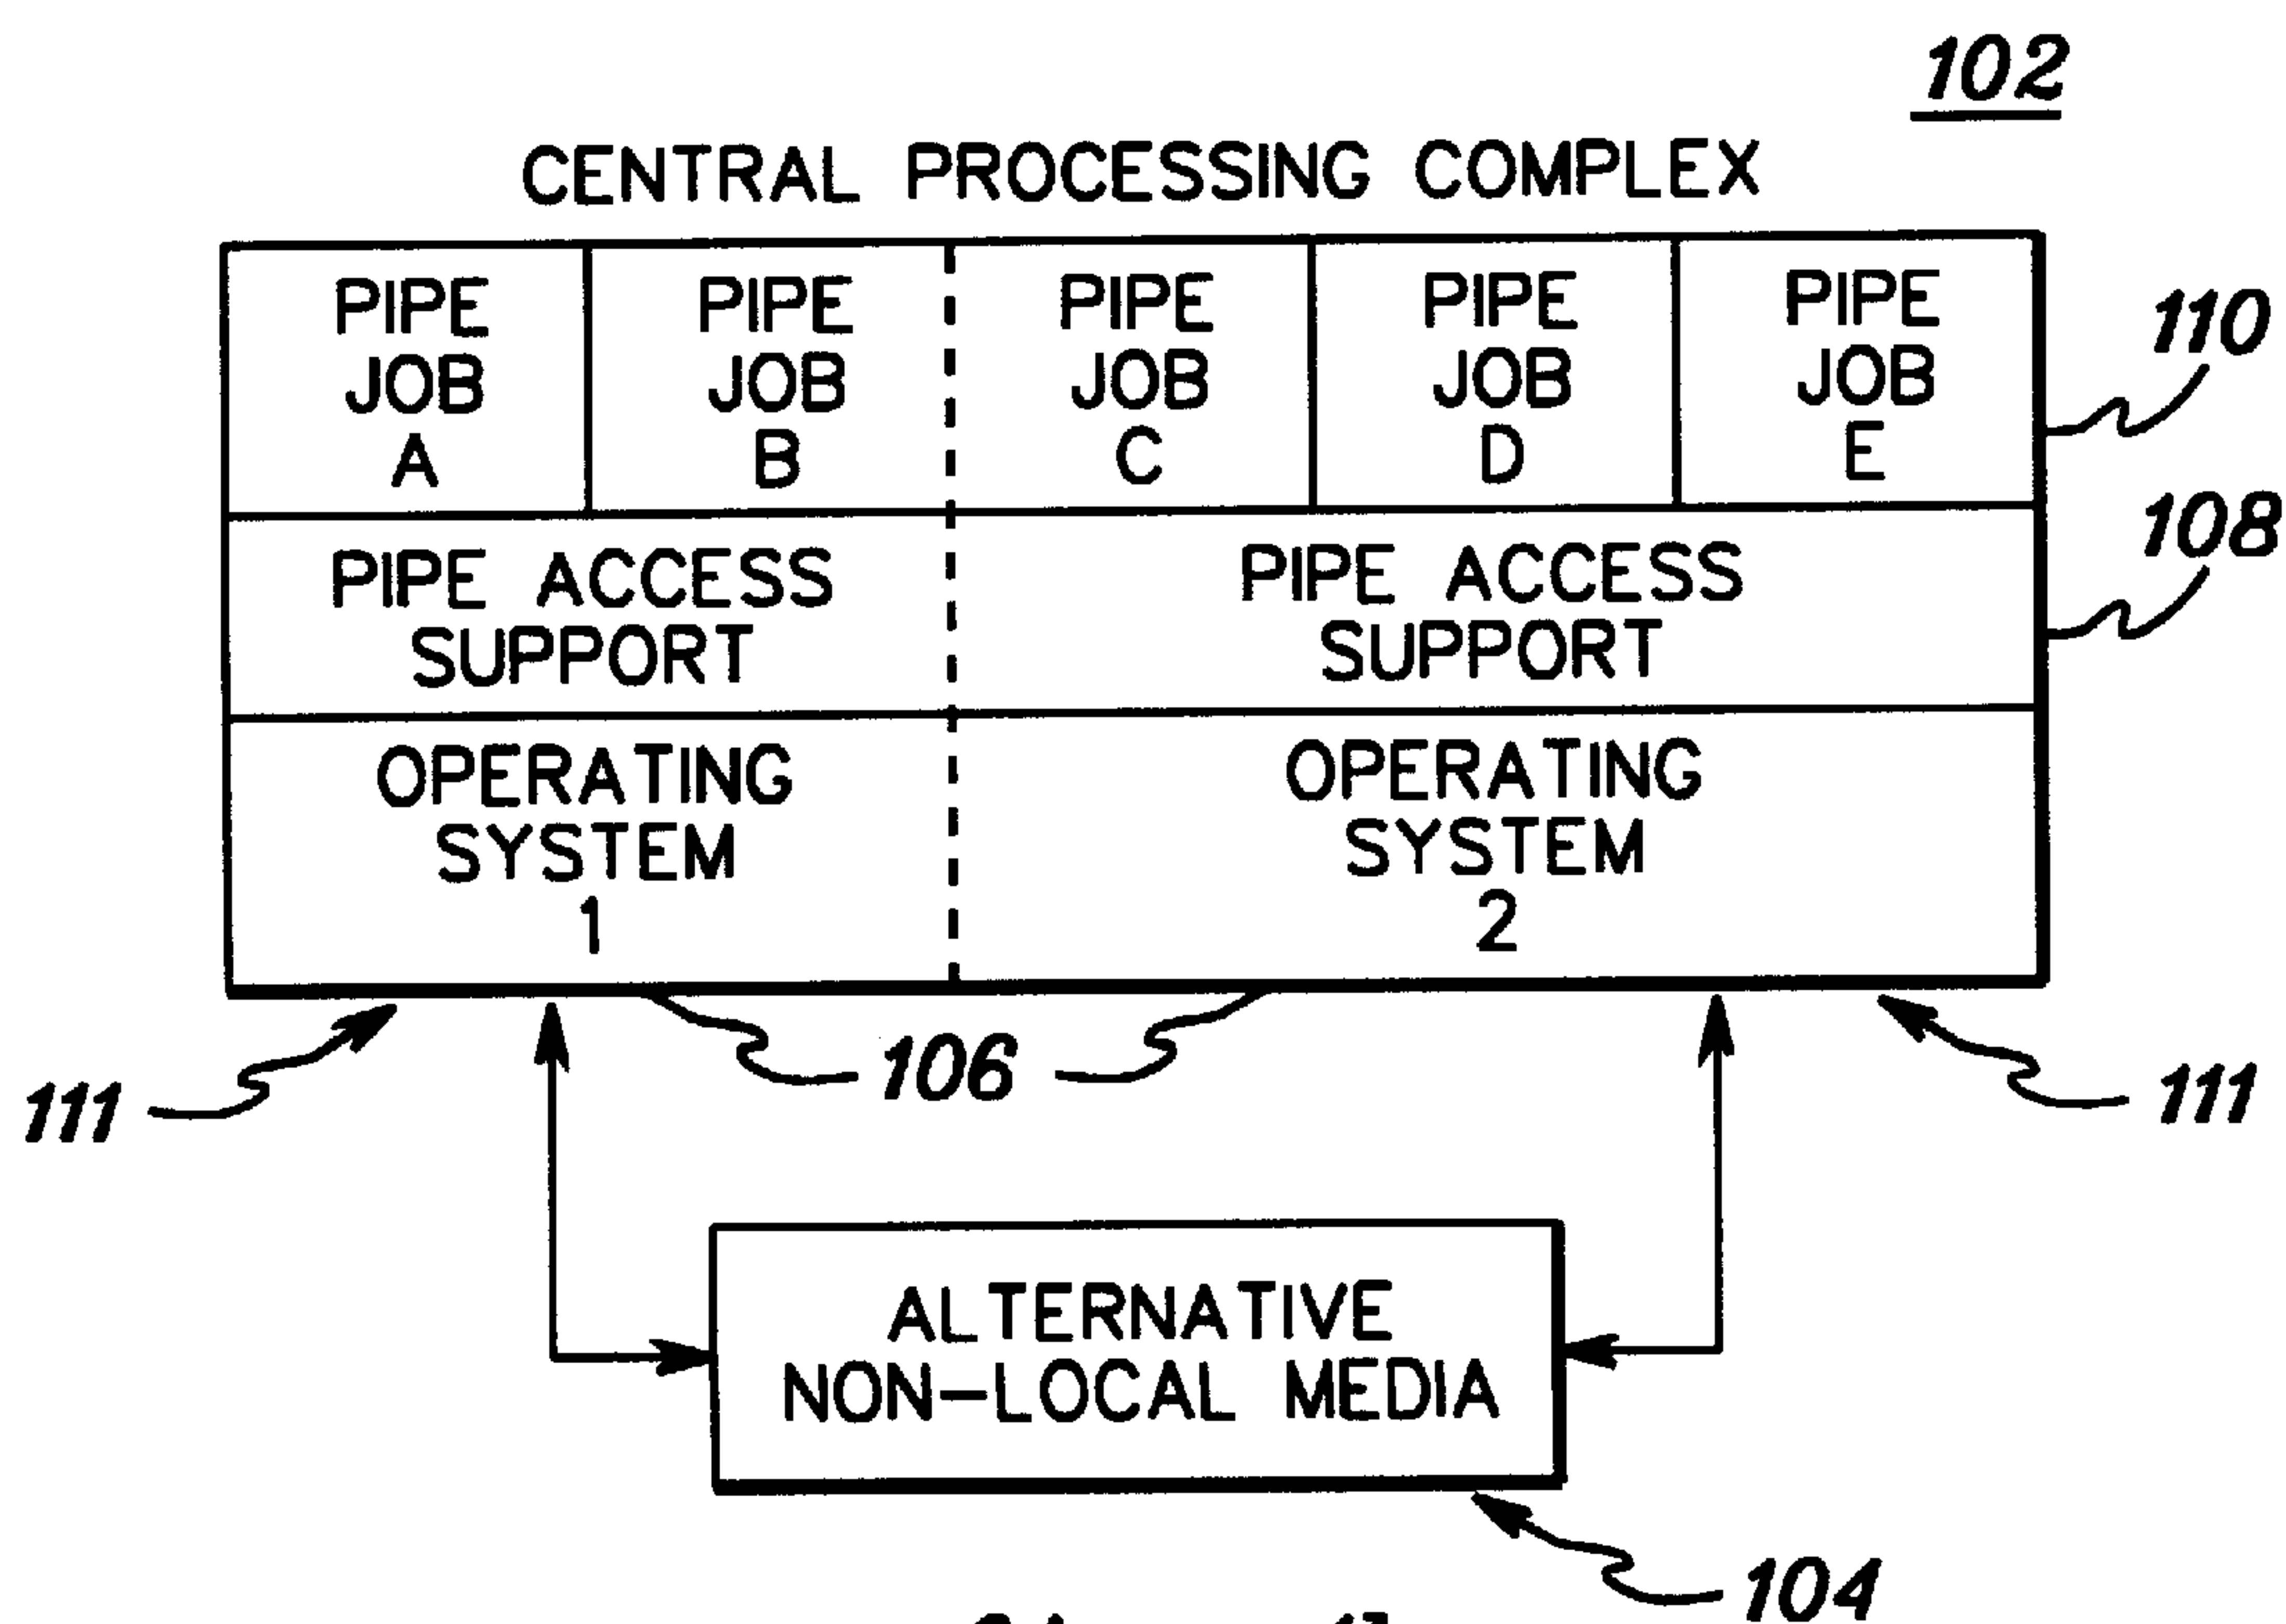 102
CENTRAL PROCESSING COMPLEX
PIPE
JOB
A
PIPE
JOB
B
PIPE
JOB
C
PIPE
JOB
D
PIPE
JOB
E
110
PIPE ACCESS
SUPPORT
PIPE ACCESS
SUPPORT
108
OPERATING
SYSTEM
1
OPERATING
SYSTEM
2
111
106
111
ALTERNATIVE
NON-LOCAL MEDIA
104